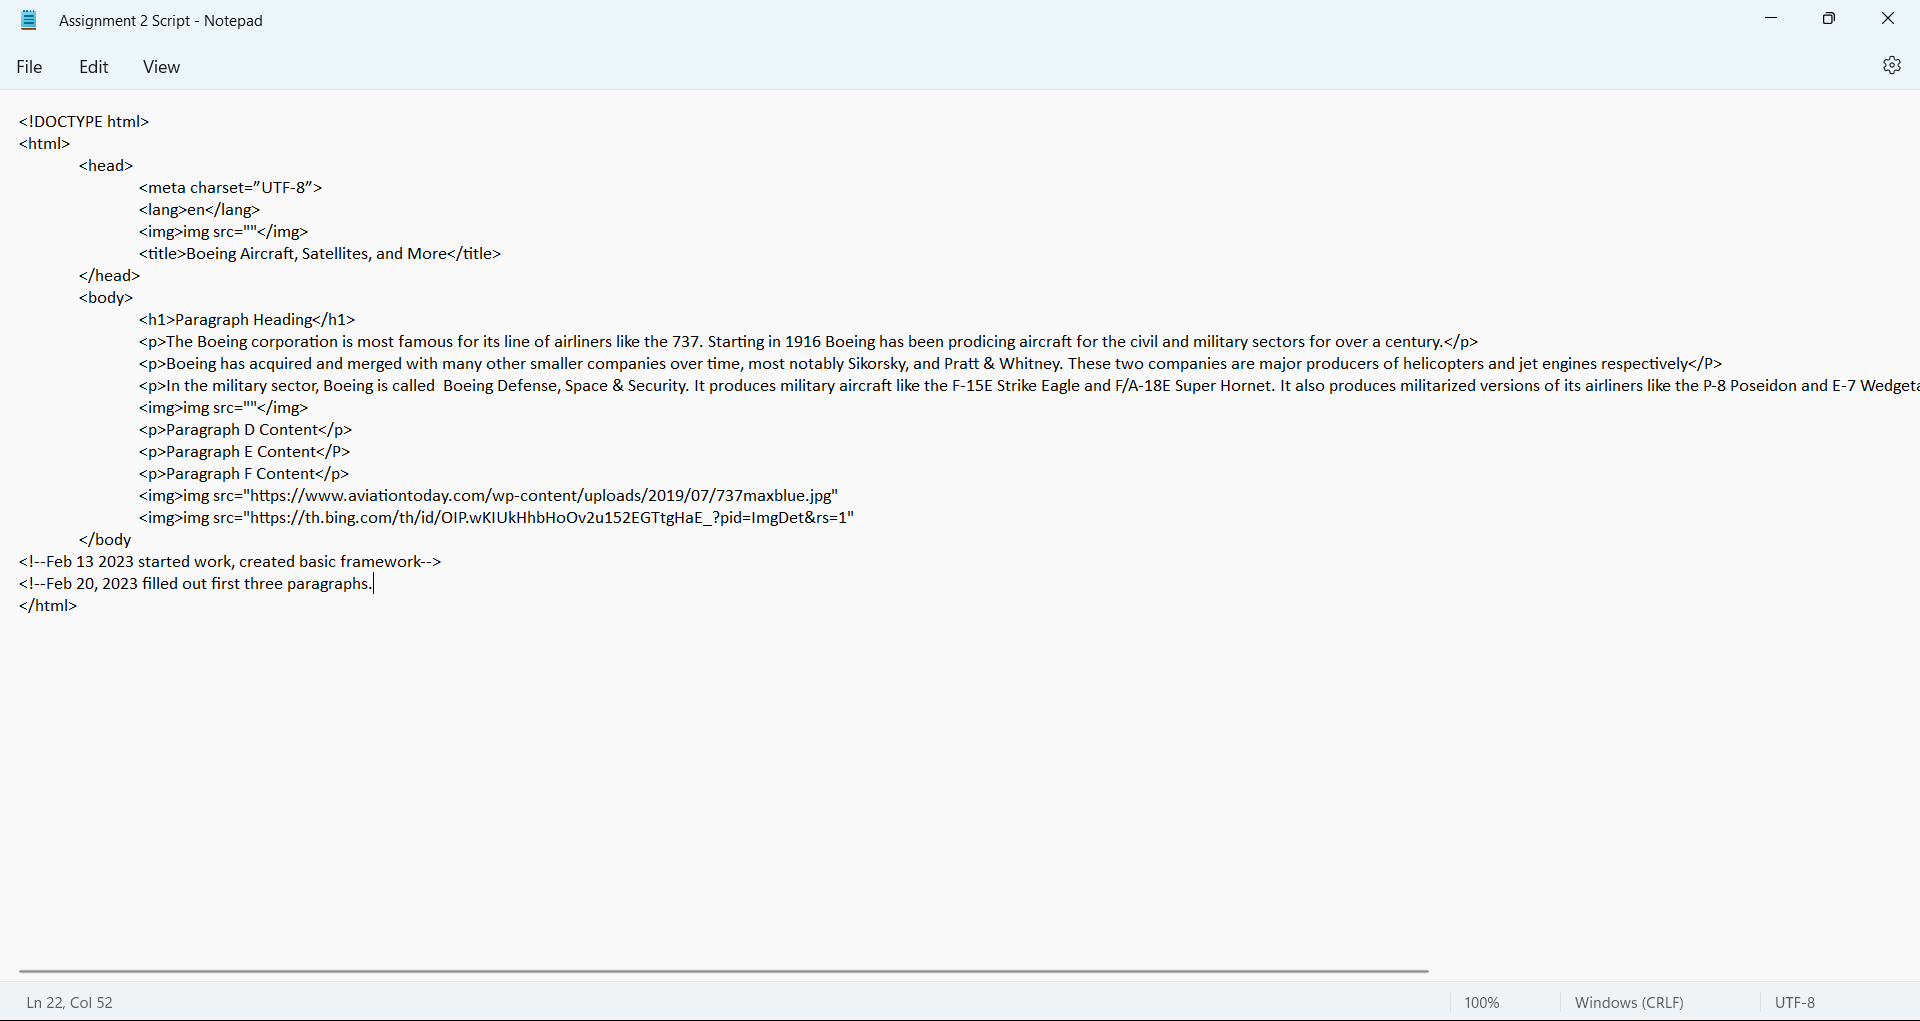 Assignment 2 Script - Notepad
File Edit View
<!DOCTYPE html>
<html>
<head>
<meta charset=”UTF-8”>
<lang>en</lang>
<img>img src=""</img>
<title>Boeing Aircraft, Satellites, and More</title>
</head>
<body>
<h1>Paragraph Heading</h1>
<p>The Boeing corporation is most famous for its line of airliners like the 737. Starting in 1916 Boeing has been prodicing aircraft for the civil and military sectors for over a century.</p>
<p>Boeing has acquired and merged with many other smaller companies over time, most notably Sikorsky, and Pratt & Whitney. These two companies are major producers of helicopters and jet engines respectively</P>
<p>In the military sector, Boeing is called  Boeing Defense, Space & Security. It produces military aircraft like the F-15E Strike Eagle and F/A-18E Super Hornet. It also produces militarized versions of its airliners like the P-8 Poseidon and E-7 Wedgeta
<img>img src=""</img>
<p>Paragraph D Content</p>
<p>Paragraph E Content</P>
<p>Paragraph F Content</p>
<img>img src="https://www.aviationtoday.com/wp-content/uploads/2019/07/737maxblue.jpg"
<img>img src="https://th.bing.com/th/id/OIP.wKIUkHhbHoOv2u152EGTtgHaE_?pid=ImgDet&rs=1"
</body
<!--Feb 13 2023 started work, created basic framework-->
<!--Feb 20, 2023 filled out first three paragraphs.
</html>
Ln 22, Col 52 100% Windows (CRLF) UTF-8